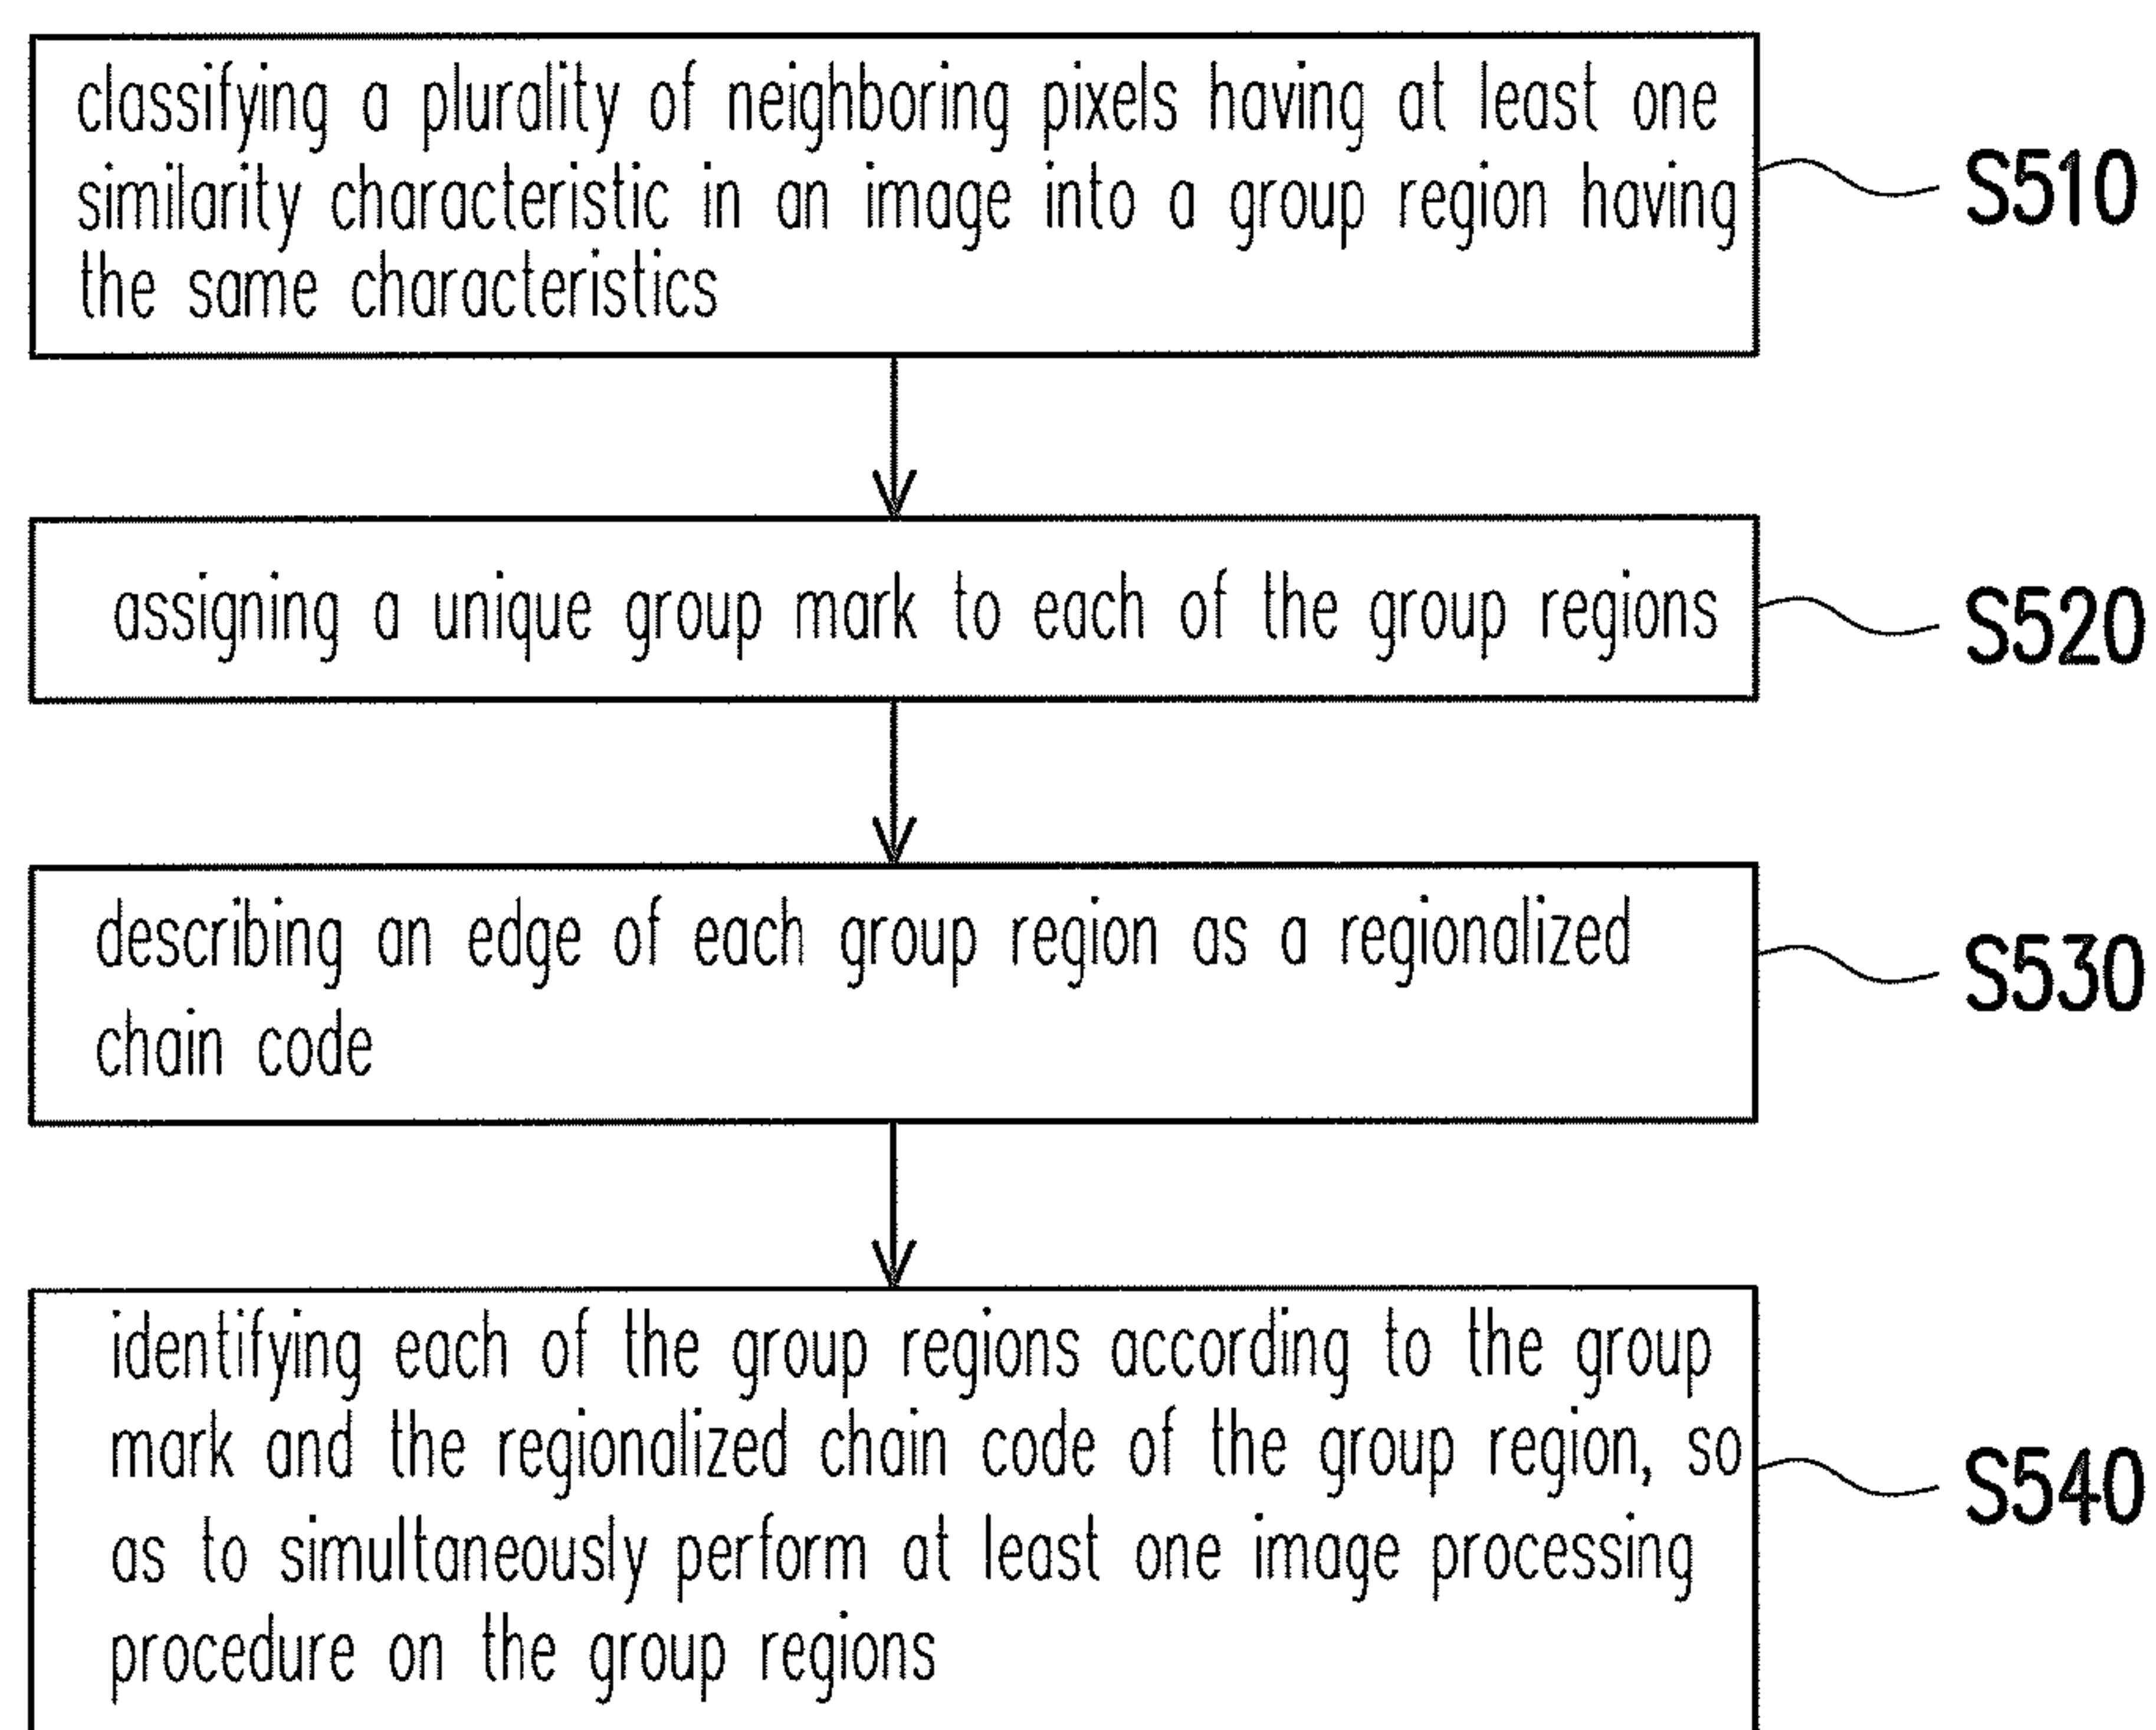 classifying a plurality of neighboring pixels having at least one
similarity characteristic in an image into a group region having
the same characteristics
S510
assigning a unique group mark to each of the group regions
S520
describing an edge of each group region as a regionalized
chain code
S530
identifying each of the group regions according to the group
mark and the regionalized chain code of the group region, so
as to simultaneously perform at least one image processing
procedure on the group regions
S540